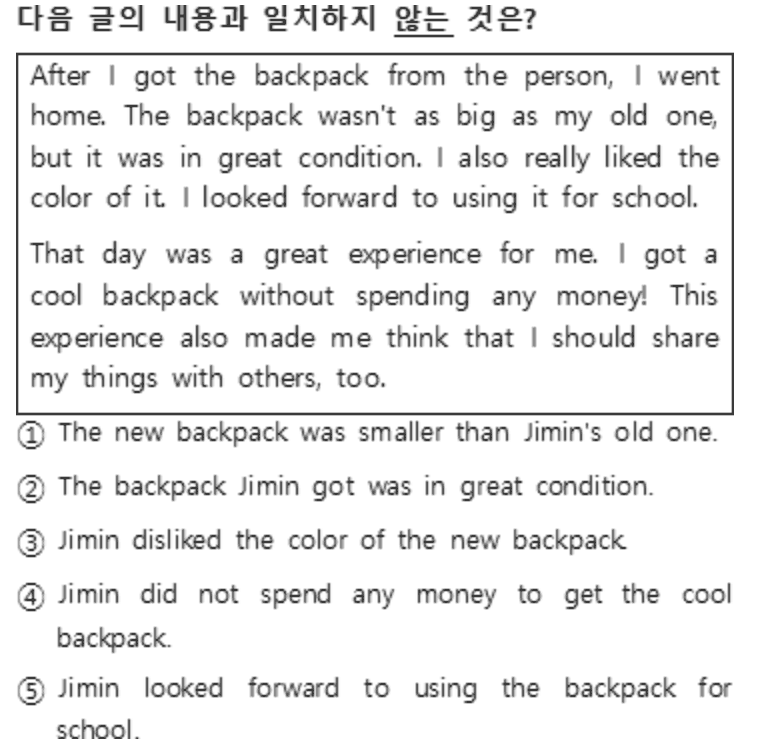 다음 글의 내용과 일치하지 않는 것은?
After I got the backpack from the person, I went
home. The backpack wasn't as big as my old one,
but it was in great condition. I also really liked the
color of it. I looked forward to using it for school.
That day was a great experience for me. I got a
cool backpack without spending any money! This
experience also made me think that I should share
my things with others, too.
① The new backpack was smaller than Jimin's old one.
② The backpack Jimin got was in great condition.
③ Jimin disliked the color of the new backpack.
④ Jimin did not spend any money to get the cool
backpack.
⑤ Jimin looked forward to using the backpack for
school.